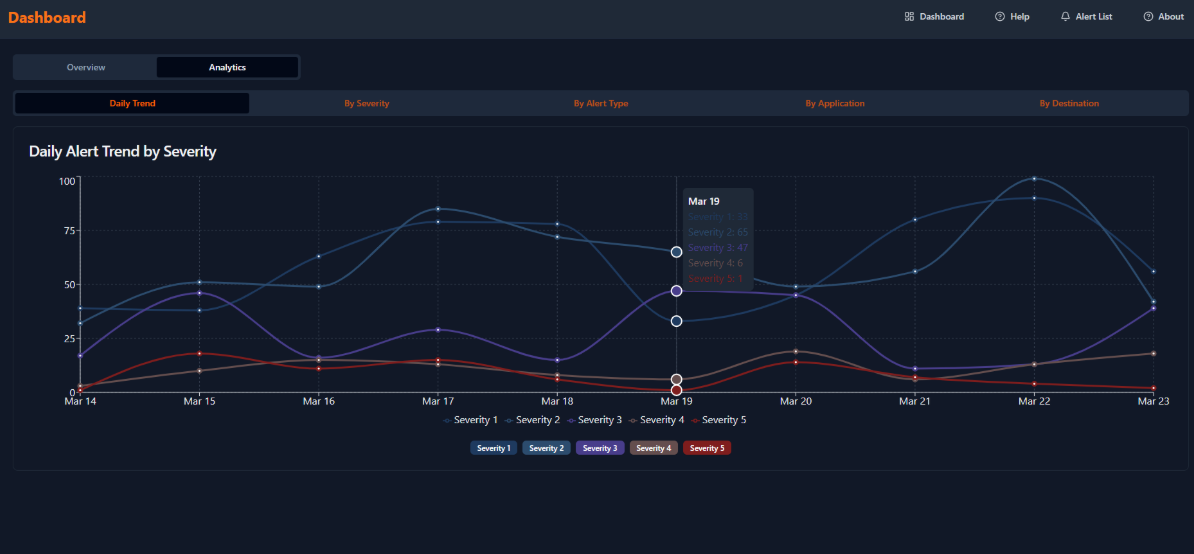 Dashboard
Dashboard Help Alert List About
Overview Analytics
Daily Trend By Severity By Alert Type By Application By Destination
Daily Alert Trend by Severity
100
75
50
25
0
Mar 19
Severity 1: 33
Severity 2: 65
Severity 3: 47
Severity 4: 6
Severity 5: 1
Mar 14 Mar 15 Mar 16 Mar 17 Mar 18 Mar 19 Mar 20 Mar 21 Mar 22 Mar 23
Severity 1 Severity 2 Severity 3 Severity 4 Severity 5
Severity 1 Severity 2 Severity 3 Severity 4 Severity 5